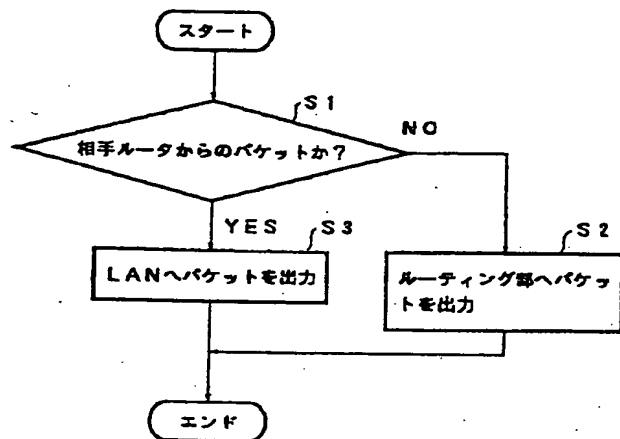 スタート
S1
相手ルータからのパケットか？
NO
YES
S3
S2
LANへパケットを出力
ルーティング部へパケッ
トを出力
エンド